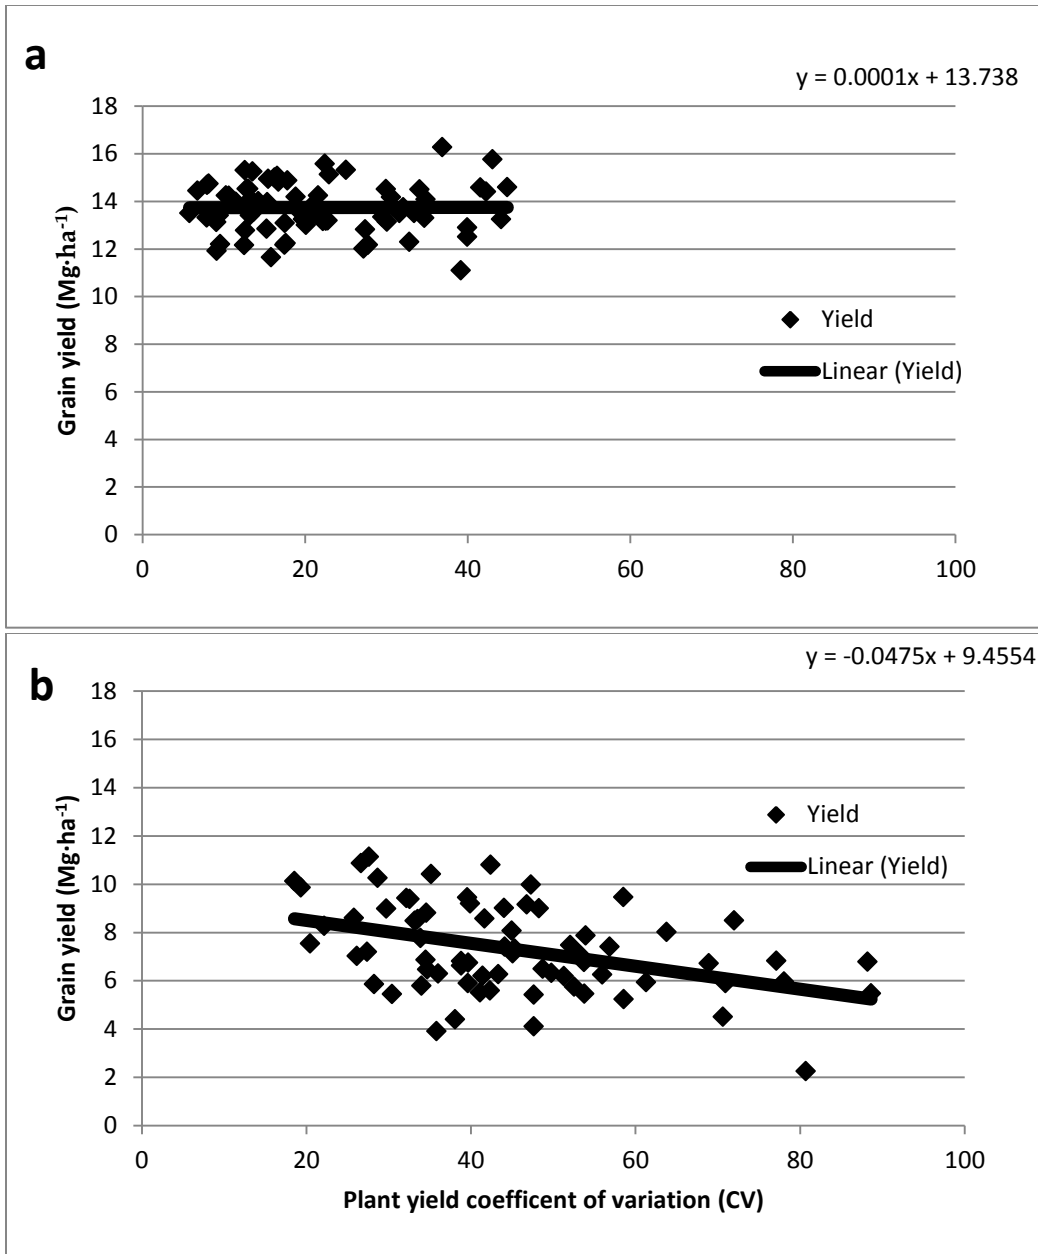 a
y = 0.0001x + 13.738
18
16
14
12
10
8
6
4
2
0
Grain yield (Mg·ha⁻¹)
Yield
Linear (Yield)
0 20 40 60 80 100
b
y = -0.0475x + 9.4554
18
16
14
12
10
8
6
4
2
0
Grain yield (Mg·ha⁻¹)
Yield
Linear (Yield)
0 20 40 60 80 100
Plant yield coefficent of variation (CV)